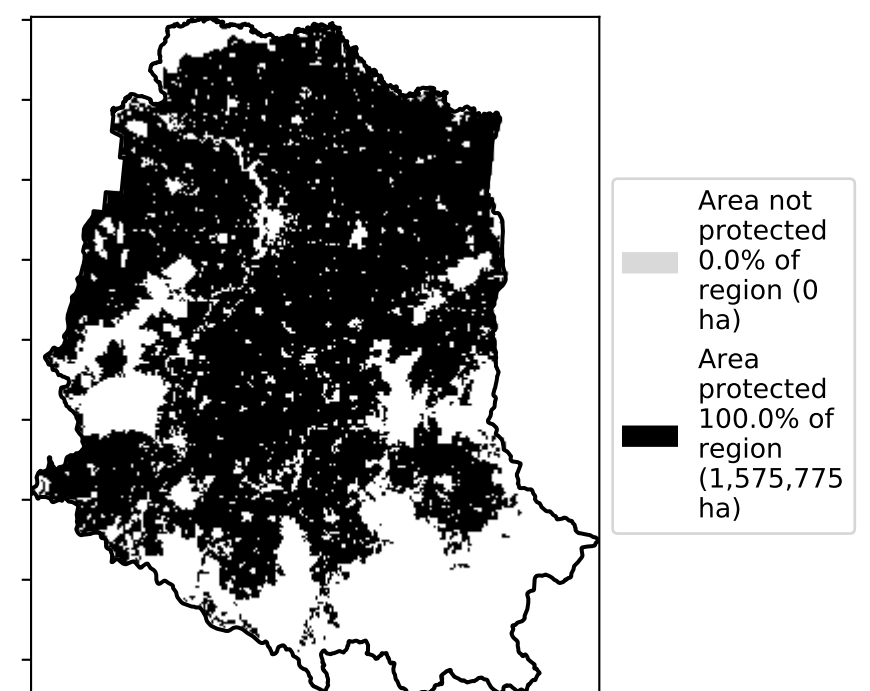 Area not
protected
0.0% of
region (0
ha)
Area
protected
100.0% of
region
(1,575,775
ha)